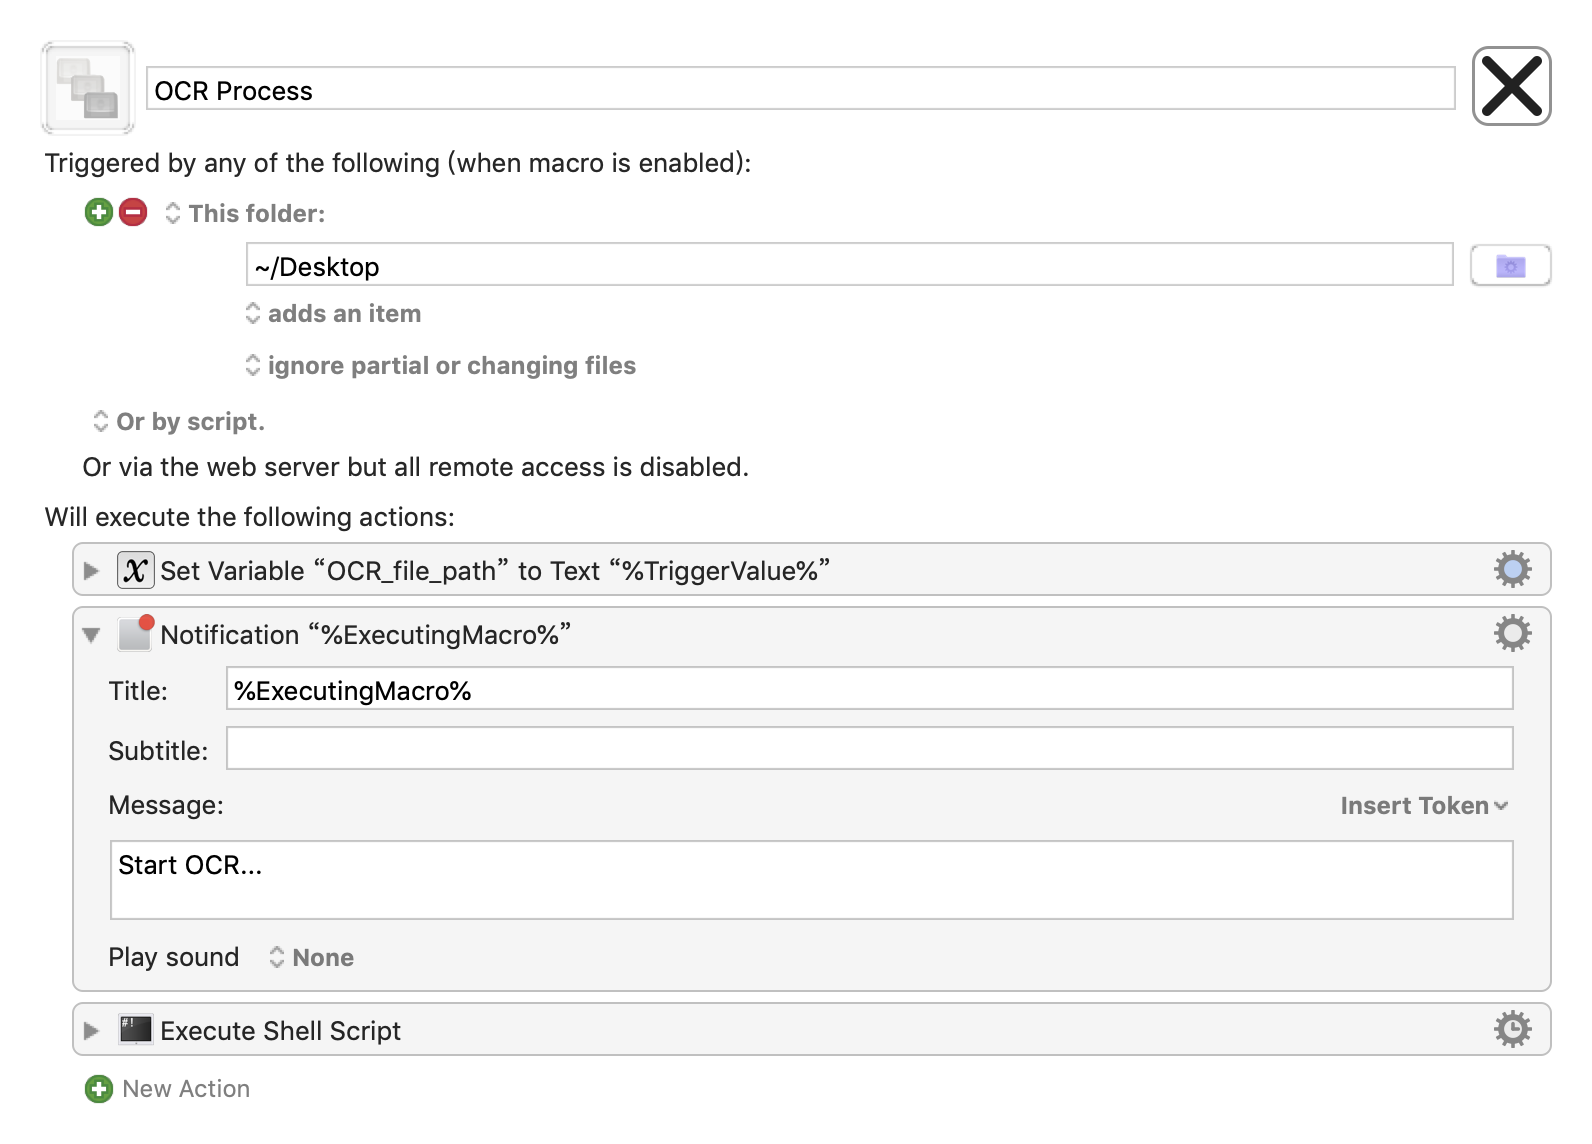 OCR Process
Triggered by any of the following (when macro is enabled):
This folder:
~/Desktop
adds an item
ignore partial or changing files
Or by script.
Or via the web server but all remote access is disabled.
Will execute the following actions:
Set Variable “OCR_file_path” to Text “%TriggerValue%”
Notification “%ExecutingMacro%”
Title: %ExecutingMacro%
Subtitle:
Message: Insert Token
Start OCR...
Play sound None
#! Execute Shell Script
New Action